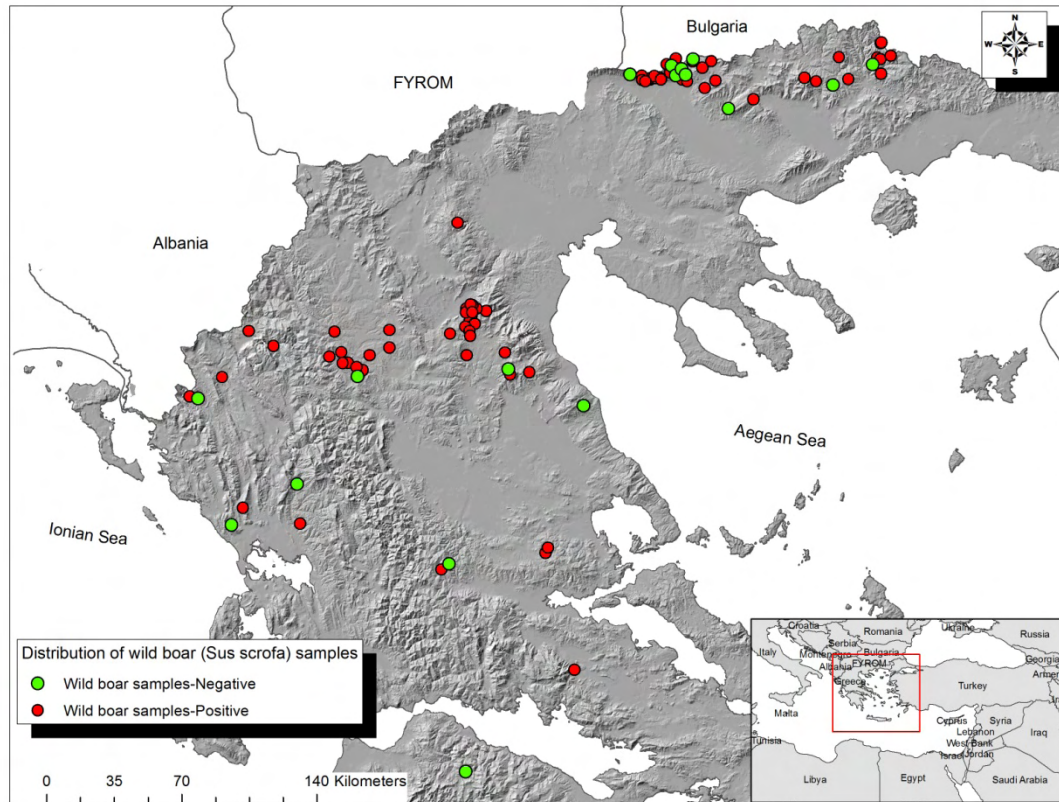 Bulgaria
N
W E
S
FYROM
Albania
Aegean Sea
Ionian Sea
Distribution of wild boar (Sus scrofa) samples
Wild boar samples-Negative
Wild boar samples-Positive
0 35 70 140 Kilometers
Croatia
Ukraine
Serbia
Romania
Russia
Italy
Montenegro
Bulgaria
Georgia
Albania
FYROM
Greece
Turkey
Malta
Cyprus
Syria
Lebanon
Iraq
Tunisia
West Bank
Israel
Jordan
Libya
Egypt
Saudi Arabia